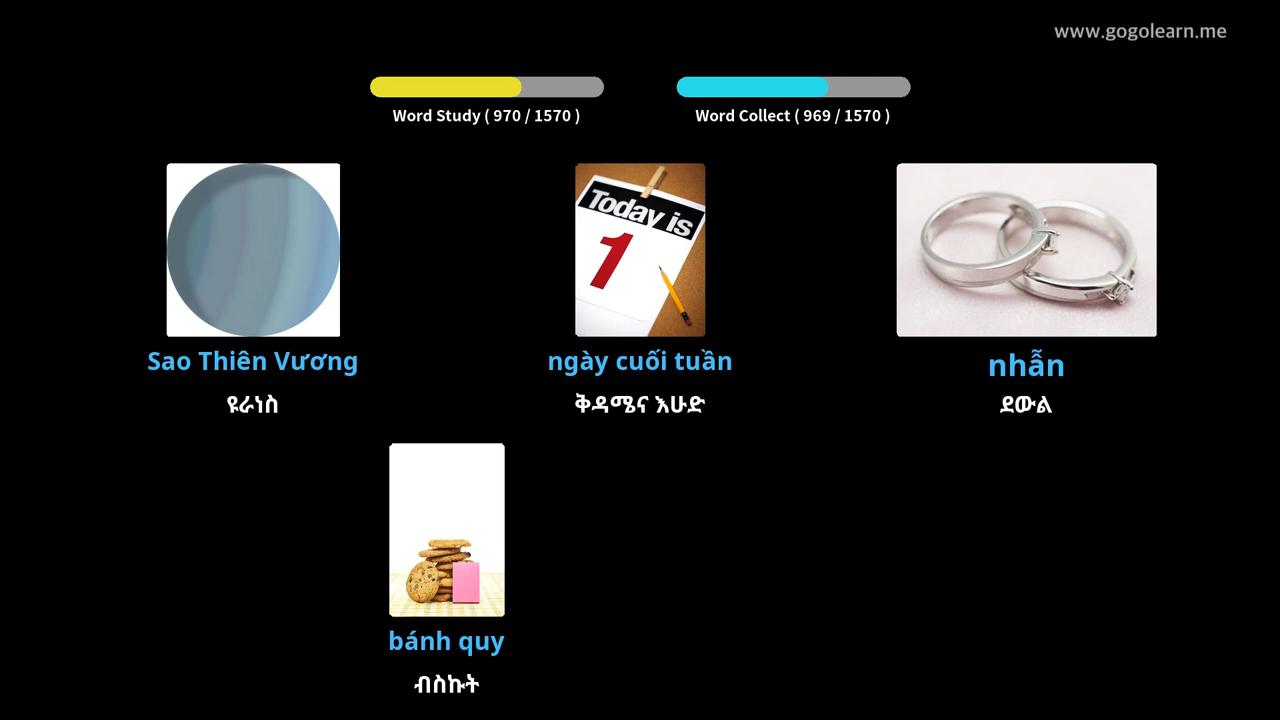 www.gogolearn.me
Word Study ( 970 / 1570 )
Word Collect ( 969 / 1570 )
Today is
1
Sao Thiên Vương
ngày cuối tuần
nhẫn
ዩራነስ
ቅዳሜና እሁድ
ደውል
bánh quy
ብስኩት